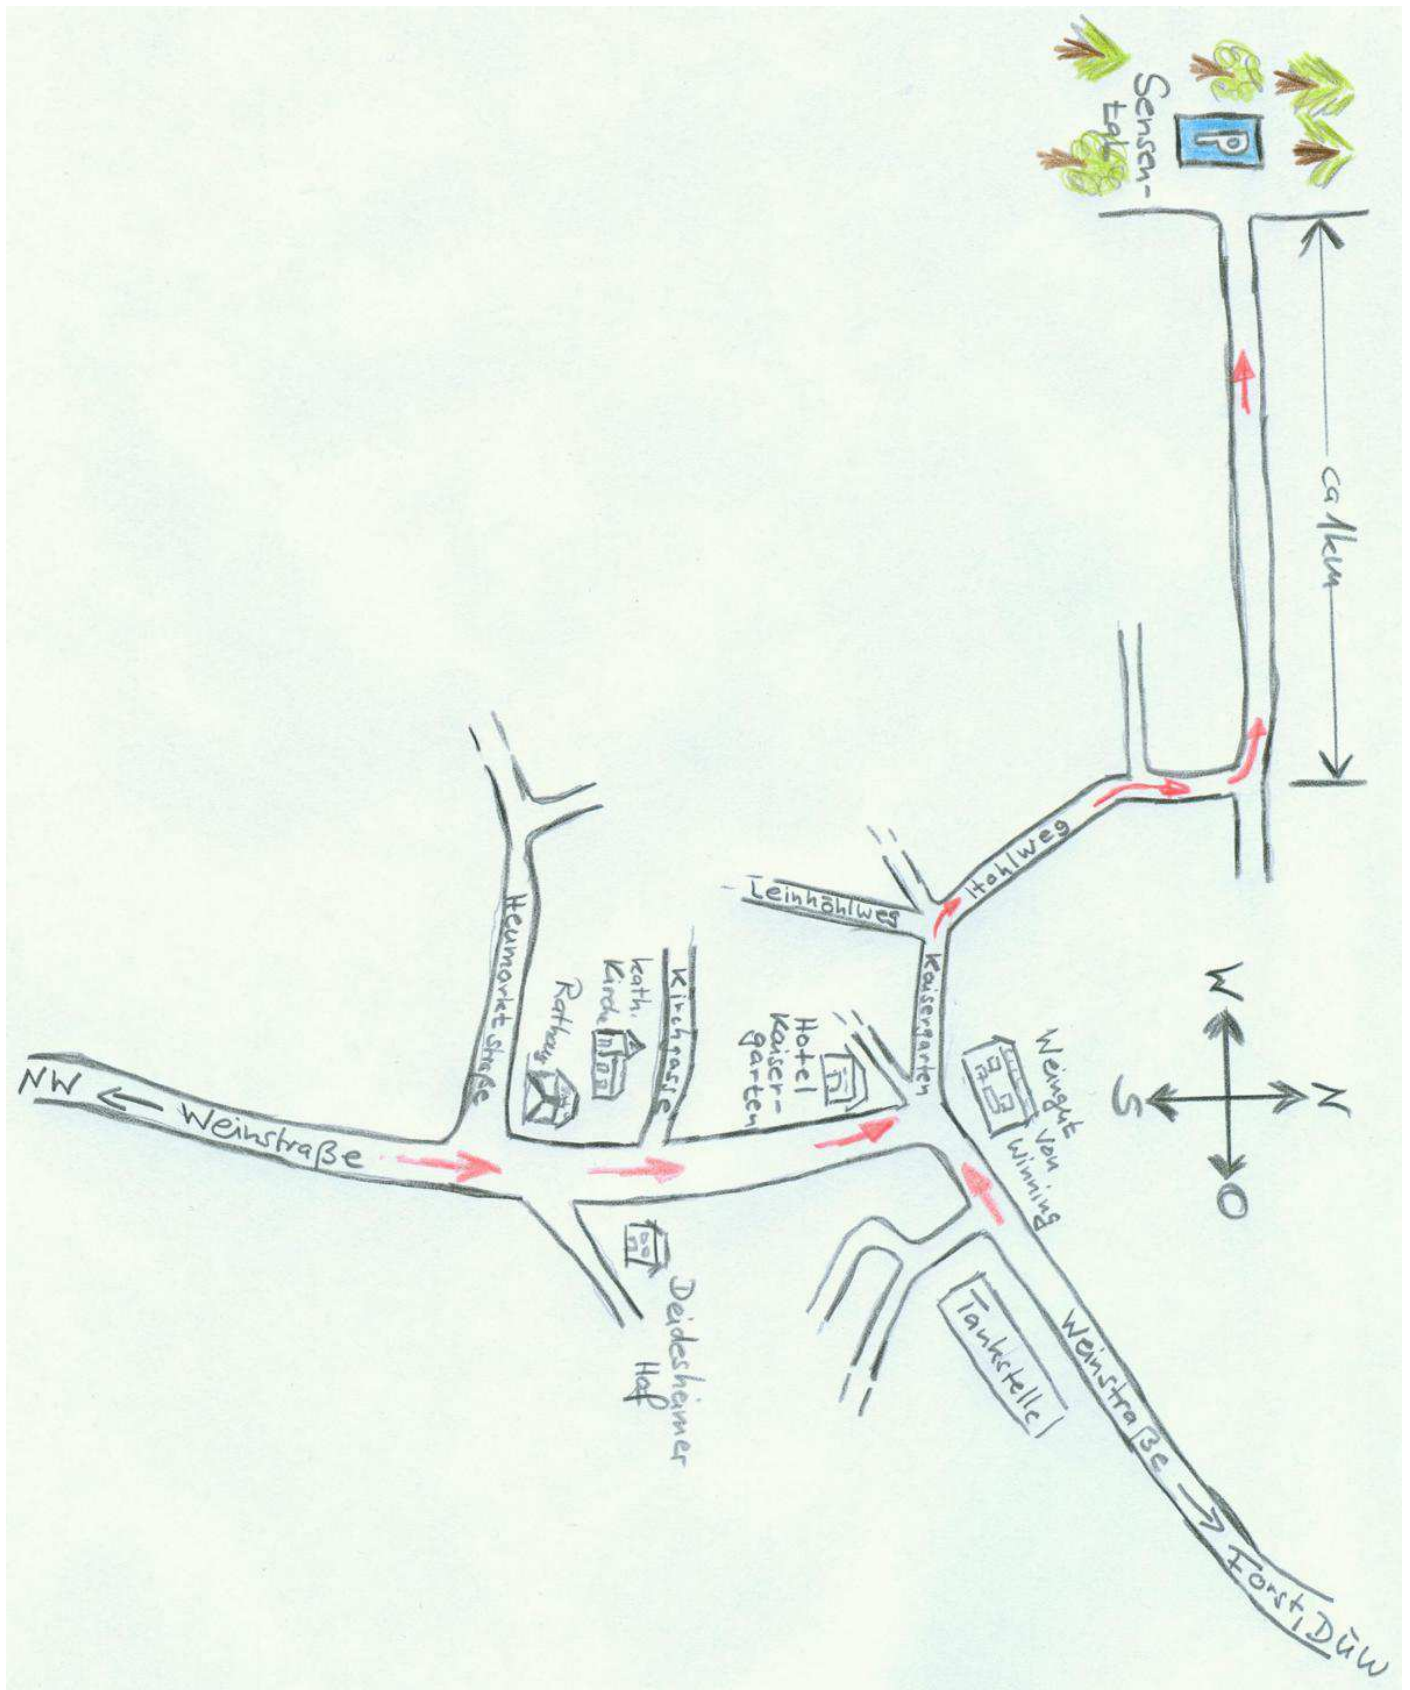 Sensen-
tal
P
ca 1km
W
N
S
O
Hohlweg
Leinhöhlweg
Kaisergarten
Weingut
von
Winning
Hotel
Kaiser-
garten
Kirchgasse
kath.
Kirche
Rathaus
Heumarktstraße
NW
Weinstraße
Deidesheimer
Hof
Tankstelle
Weinstraße
Forst, DÜW